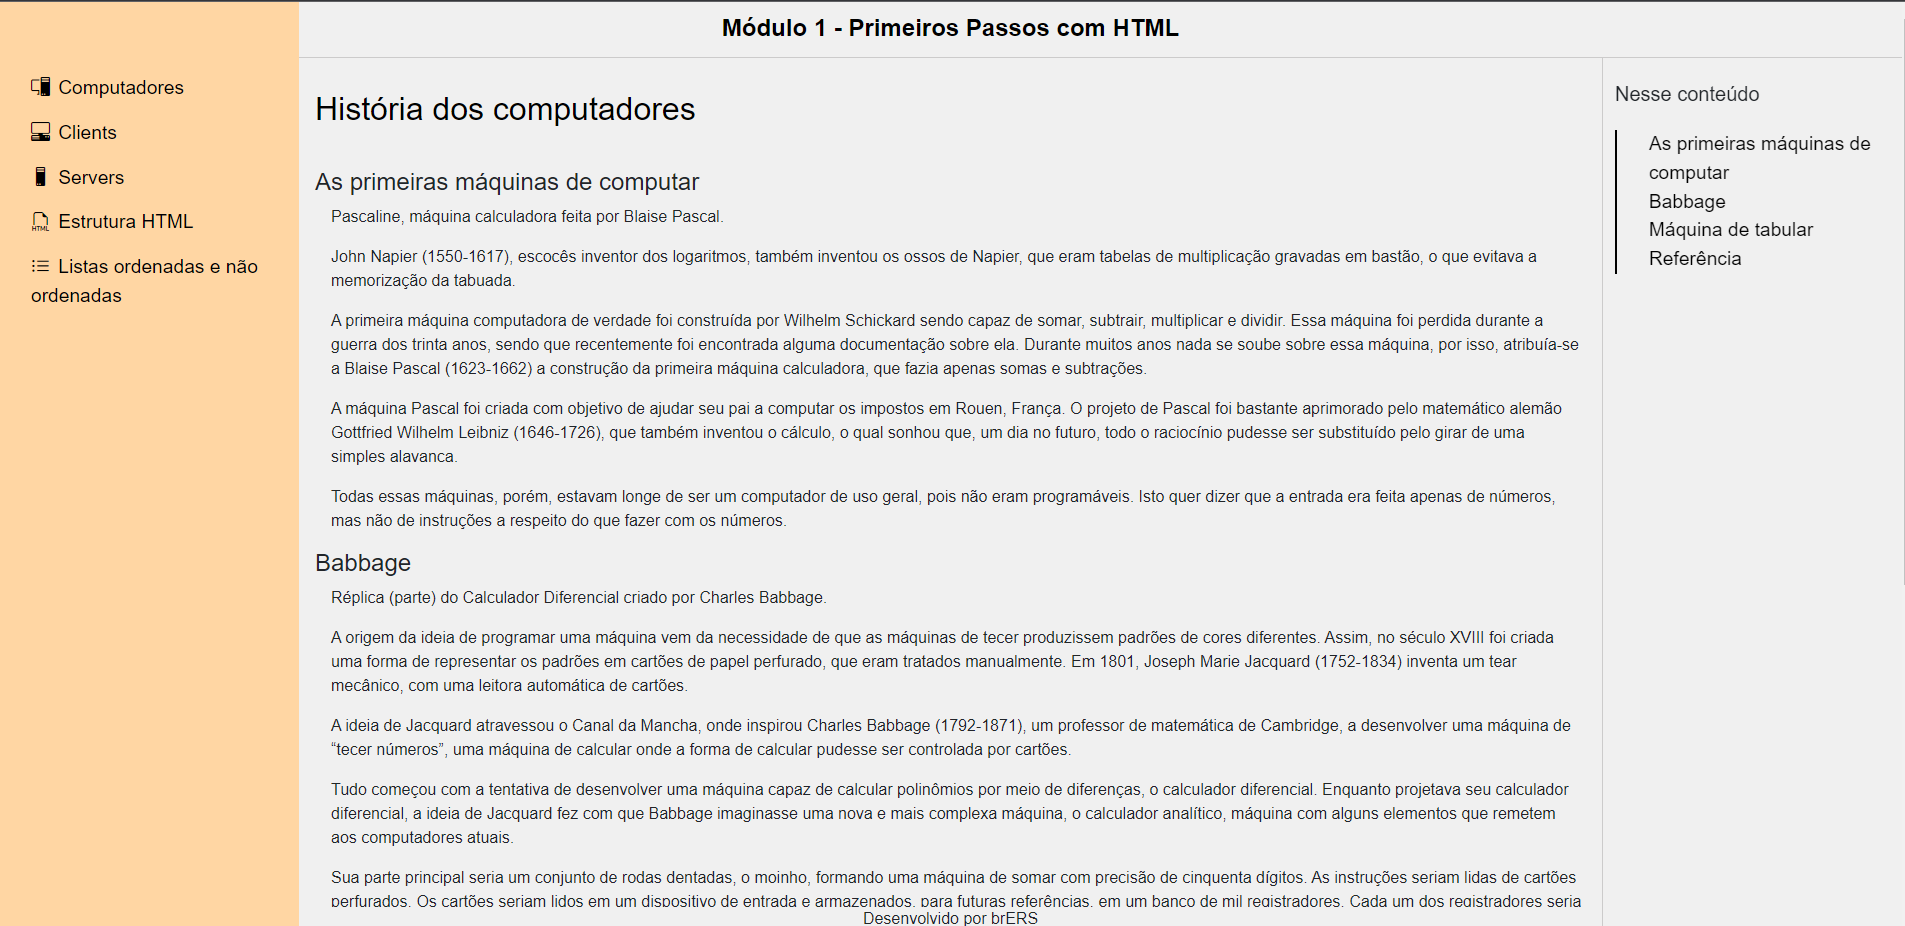 Módulo 1 - Primeiros Passos com HTML
Computadores
Clients
Servers
HTML
Estrutura HTML
Listas ordenadas e não
ordenadas
História dos computadores
As primeiras máquinas de computar
Pascaline, máquina calculadora feita por Blaise Pascal.
John Napier (1550-1617), escocês inventor dos logaritmos, também inventou os ossos de Napier, que eram tabelas de multiplicação gravadas em bastão, o que evitava a
memorização da tabuada.
A primeira máquina computadora de verdade foi construída por Wilhelm Schickard sendo capaz de somar, subtrair, multiplicar e dividir. Essa máquina foi perdida durante a
guerra dos trinta anos, sendo que recentemente foi encontrada alguma documentação sobre ela. Durante muitos anos nada se soube sobre essa máquina, por isso, atribuía-se
a Blaise Pascal (1623-1662) a construção da primeira máquina calculadora, que fazia apenas somas e subtrações.
A máquina Pascal foi criada com objetivo de ajudar seu pai a computar os impostos em Rouen, França. O projeto de Pascal foi bastante aprimorado pelo matemático alemão
Gottfried Wilhelm Leibniz (1646-1726), que também inventou o cálculo, o qual sonhou que, um dia no futuro, todo o raciocínio pudesse ser substituído pelo girar de uma
simples alavanca.
Todas essas máquinas, porém, estavam longe de ser um computador de uso geral, pois não eram programáveis. Isto quer dizer que a entrada era feita apenas de números,
mas não de instruções a respeito do que fazer com os números.
Babbage
Réplica (parte) do Calculador Diferencial criado por Charles Babbage.
A origem da ideia de programar uma máquina vem da necessidade de que as máquinas de tecer produzissem padrões de cores diferentes. Assim, no século XVIII foi criada
uma forma de representar os padrões em cartões de papel perfurado, que eram tratados manualmente. Em 1801, Joseph Marie Jacquard (1752-1834) inventa um tear
mecânico, com uma leitora automática de cartões.
A ideia de Jacquard atravessou o Canal da Mancha, onde inspirou Charles Babbage (1792-1871), um professor de matemática de Cambridge, a desenvolver uma máquina de
“tecer números”, uma máquina de calcular onde a forma de calcular pudesse ser controlada por cartões.
Tudo começou com a tentativa de desenvolver uma máquina capaz de calcular polinômios por meio de diferenças, o calculador diferencial. Enquanto projetava seu calculador
diferencial, a ideia de Jacquard fez com que Babbage imaginasse uma nova e mais complexa máquina, o calculador analítico, máquina com alguns elementos que remetem
aos computadores atuais.
Sua parte principal seria um conjunto de rodas dentadas, o moinho, formando uma máquina de somar com precisão de cinquenta dígitos. As instruções seriam lidas de cartões
perfurados. Os cartões seriam lidos em um dispositivo de entrada e armazenados, para futuras referências, em um banco de mil registradores. Cada um dos registradores seria
Nesse conteúdo
As primeiras máquinas de
computar
Babbage
Máquina de tabular
Referência
Desenvolvido por brERS